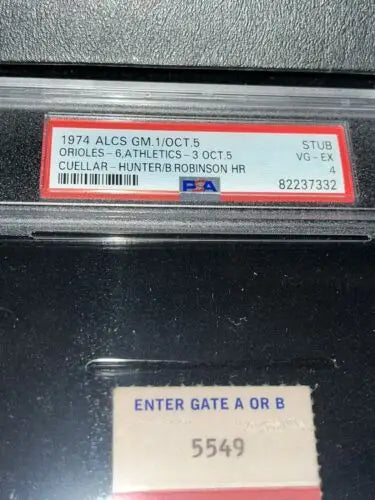 1974 ALCS GM.1/OCT.5 STUB
ORIOLES-6,ATHLETICS-3 OCT.5 VG-EX
CUELLAR-HUNTER/B.ROBINSON HR 4
PSA 82237332
ENTER GATE A OR B
5549